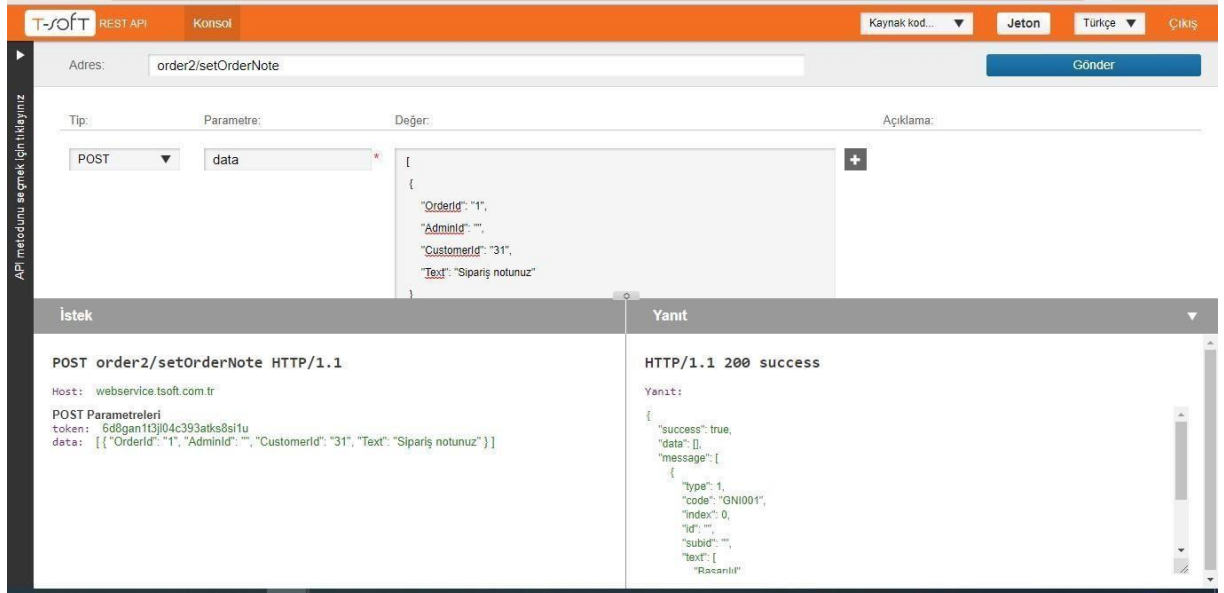 T-SOFT REST API Konsol Kaynak kod... Jeton Türkçe Çıkış
API metodunu seçmek için tıklayınız
Adres: order2/setOrderNote Gönder
Tip: Parametre: Değer: Açıklama:
POST data * [
{
"OrderId": "1",
"AdminId": "",
"CustomerId": "31",
"Text": "Sipariş notunuz"
}
İstek
POST order2/setOrderNote HTTP/1.1
Host: webservice.tsoft.com.tr
POST Parametreleri
token: 6d8gan1t3jl04c393atks8si1u
data: [ { "OrderId": "1", "AdminId": "", "CustomerId": "31", "Text": "Sipariş notunuz" } ]
Yanıt
HTTP/1.1 200 success
Yanıt:
{
"success": true,
"data": [],
"message": [
{
"type": 1,
"code": "GNI001",
"index": 0,
"id": "",
"subid": "",
"text": [
"Başarılı"